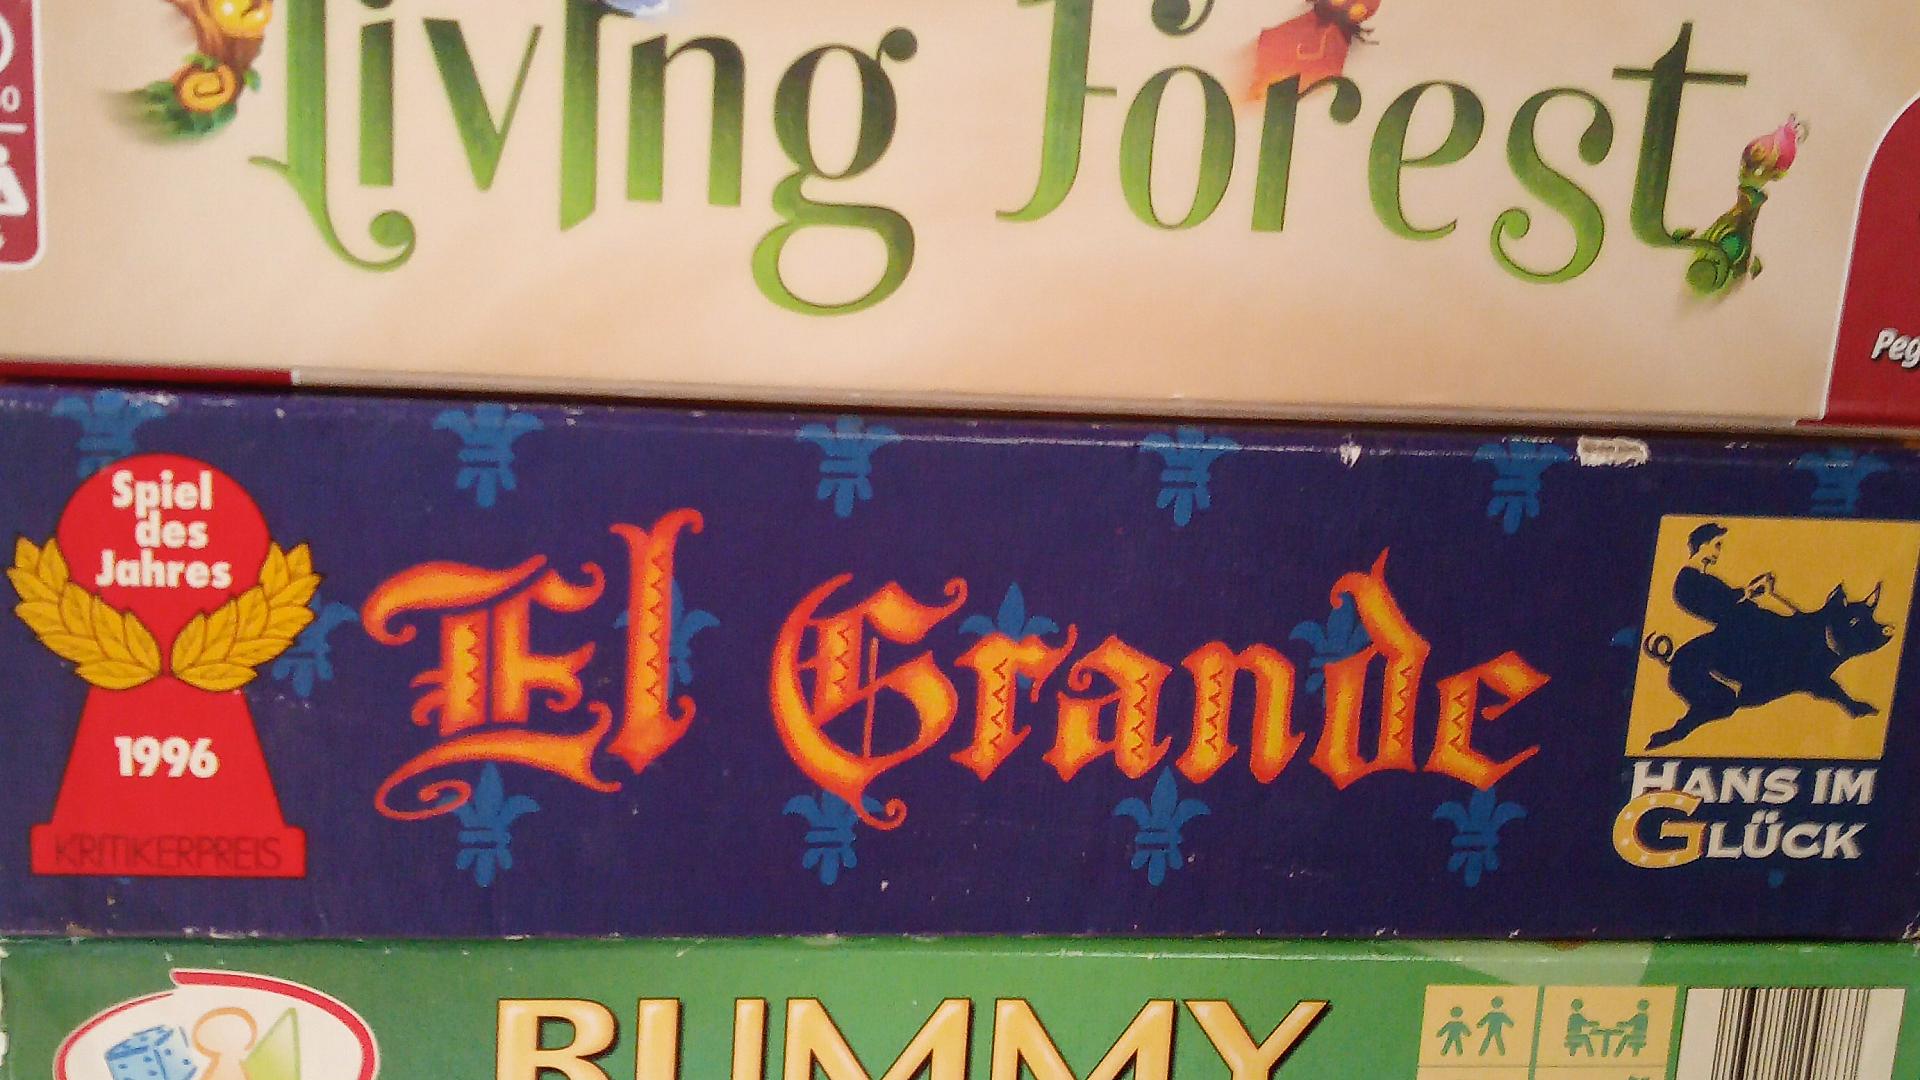 Living Forest
Spiel
des
Jahres
1996
KRITIKERPREIS
El Grande
HANS IM
GLÜCK
RUMMY